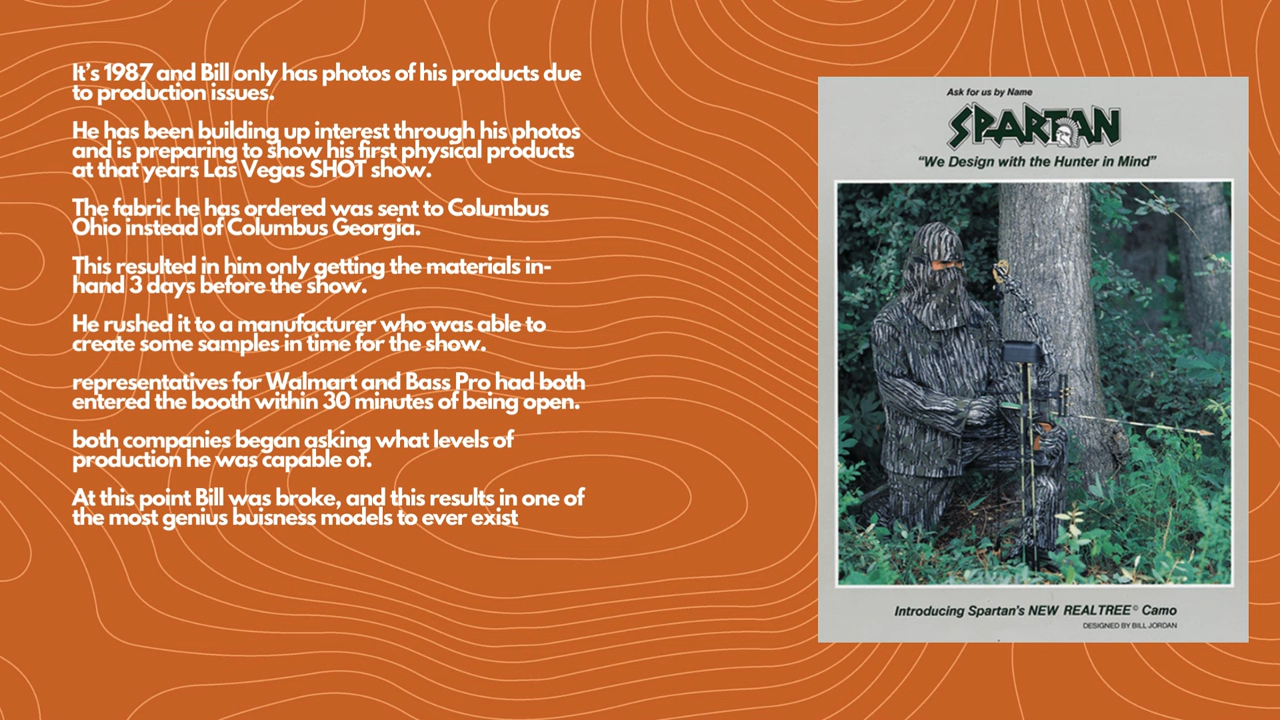 It's 1987 and Bill only has photos of his products due
to production issues.
He has been building up interest through his photos
and is preparing to show his first physical products
at that years Las Vegas SHOT show.
The fabric he has ordered was sent to Columbus
Ohio instead of Columbus Georgia.
This resulted in him only getting the materials in-
hand 3 days before the show.
He rushed it to a manufacturer who was able to
create some samples in time for the show.
representatives for Walmart and Bass Pro had both
entered the booth within 30 minutes of being open.
both companies began asking what levels of
production he was capable of.
At this point Bill was broke, and this results in one of
the most genius buisness models to ever exist
Ask for us by Name
SPARTAN
"We Design with the Hunter in Mind"
Introducing Spartan's NEW REALTREE© Camo
DESIGNED BY BILL JORDAN